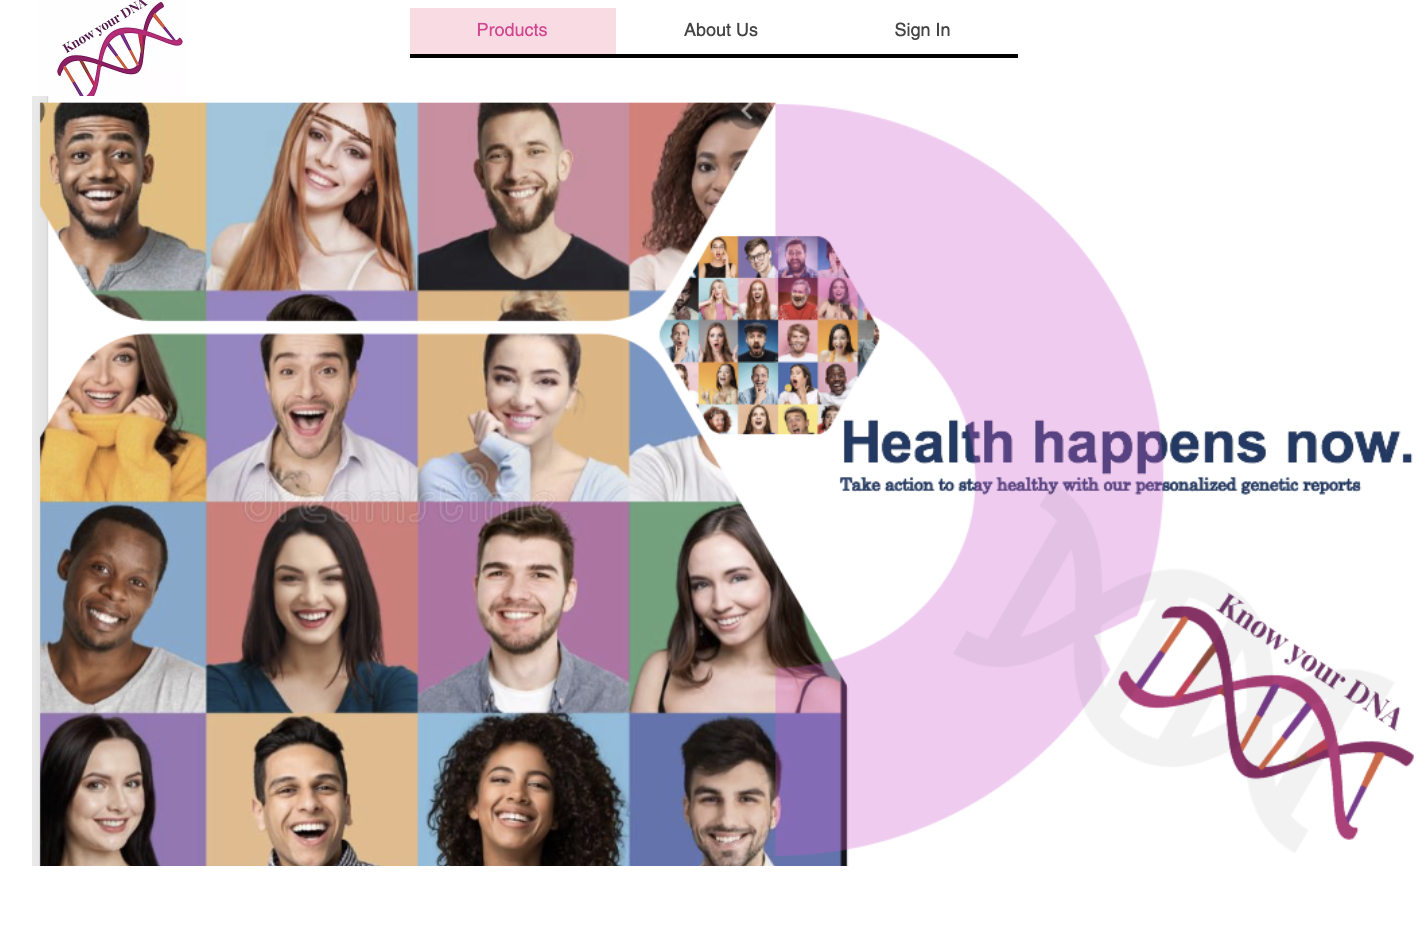 Know your DNA
Products
About Us
Sign In
Health happens now.
Take action to stay healthy with our personalized genetic reports
dreamstime
Know your DNA